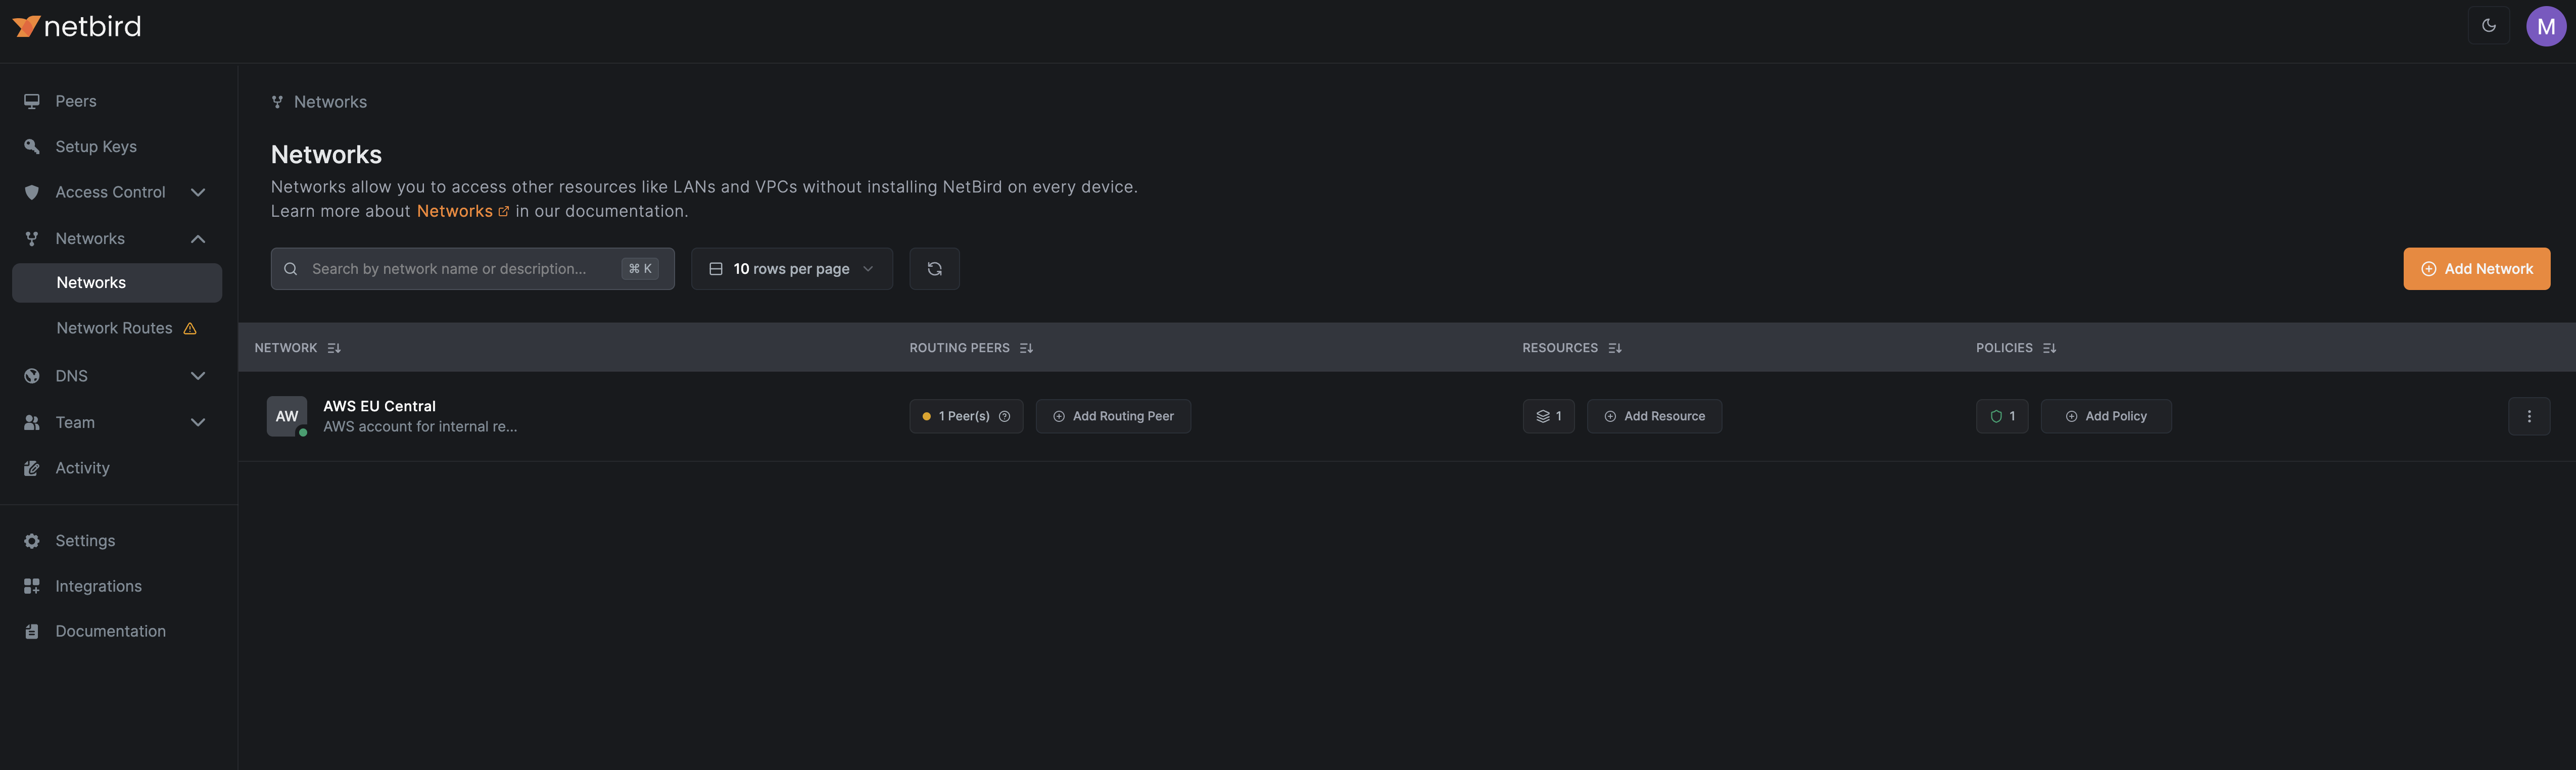 netbird
M
Peers
Setup Keys
Access Control
Networks
Networks
Network Routes
DNS
Team
Activity
Settings
Integrations
Documentation
Networks
Networks
Networks allow you to access other resources like LANs and VPCs without installing NetBird on every device.
Learn more about Networks in our documentation.
Search by network name or description... ⌘ K
10 rows per page
Add Network
NETWORK ROUTING PEERS RESOURCES POLICIES
AW
AWS EU Central
AWS account for internal re...
1 Peer(s) Add Routing Peer 1 Add Resource 1 Add Policy